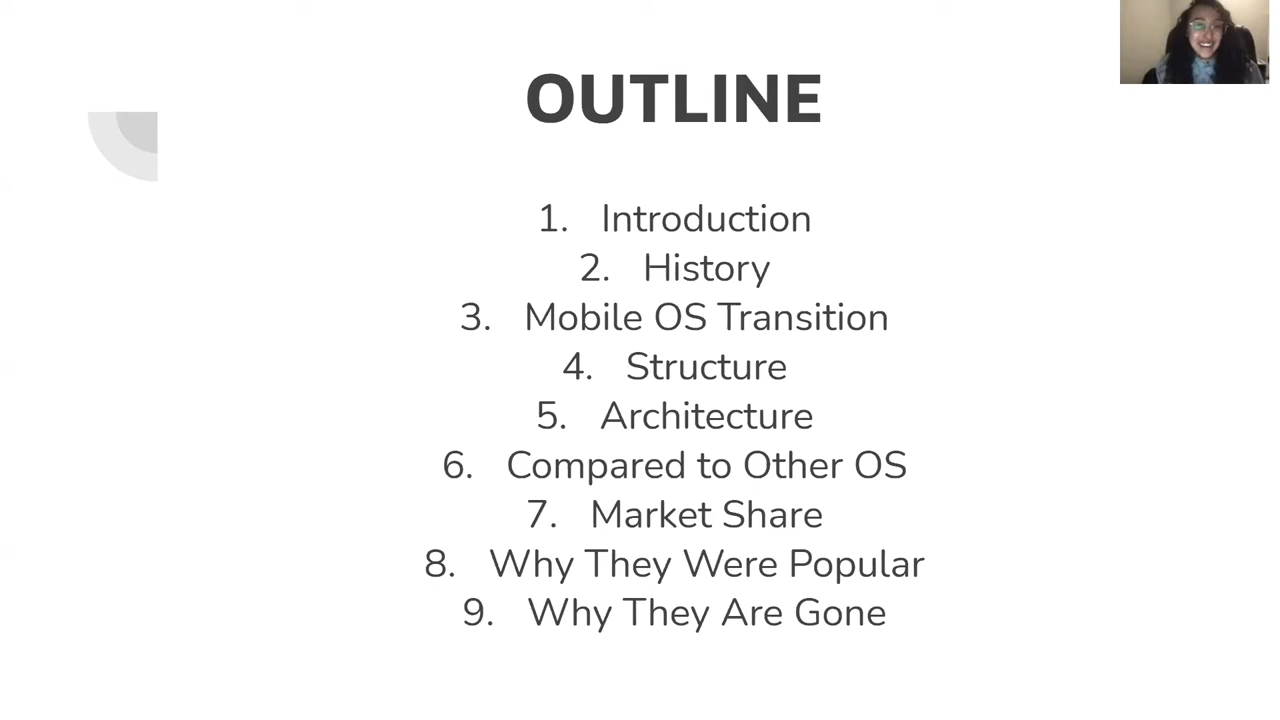 OUTLINE
1. Introduction
2. History
3. Mobile OS Transition
4. Structure
5. Architecture
6. Compared to Other OS
7. Market Share
8. Why They Were Popular
9. Why They Are Gone